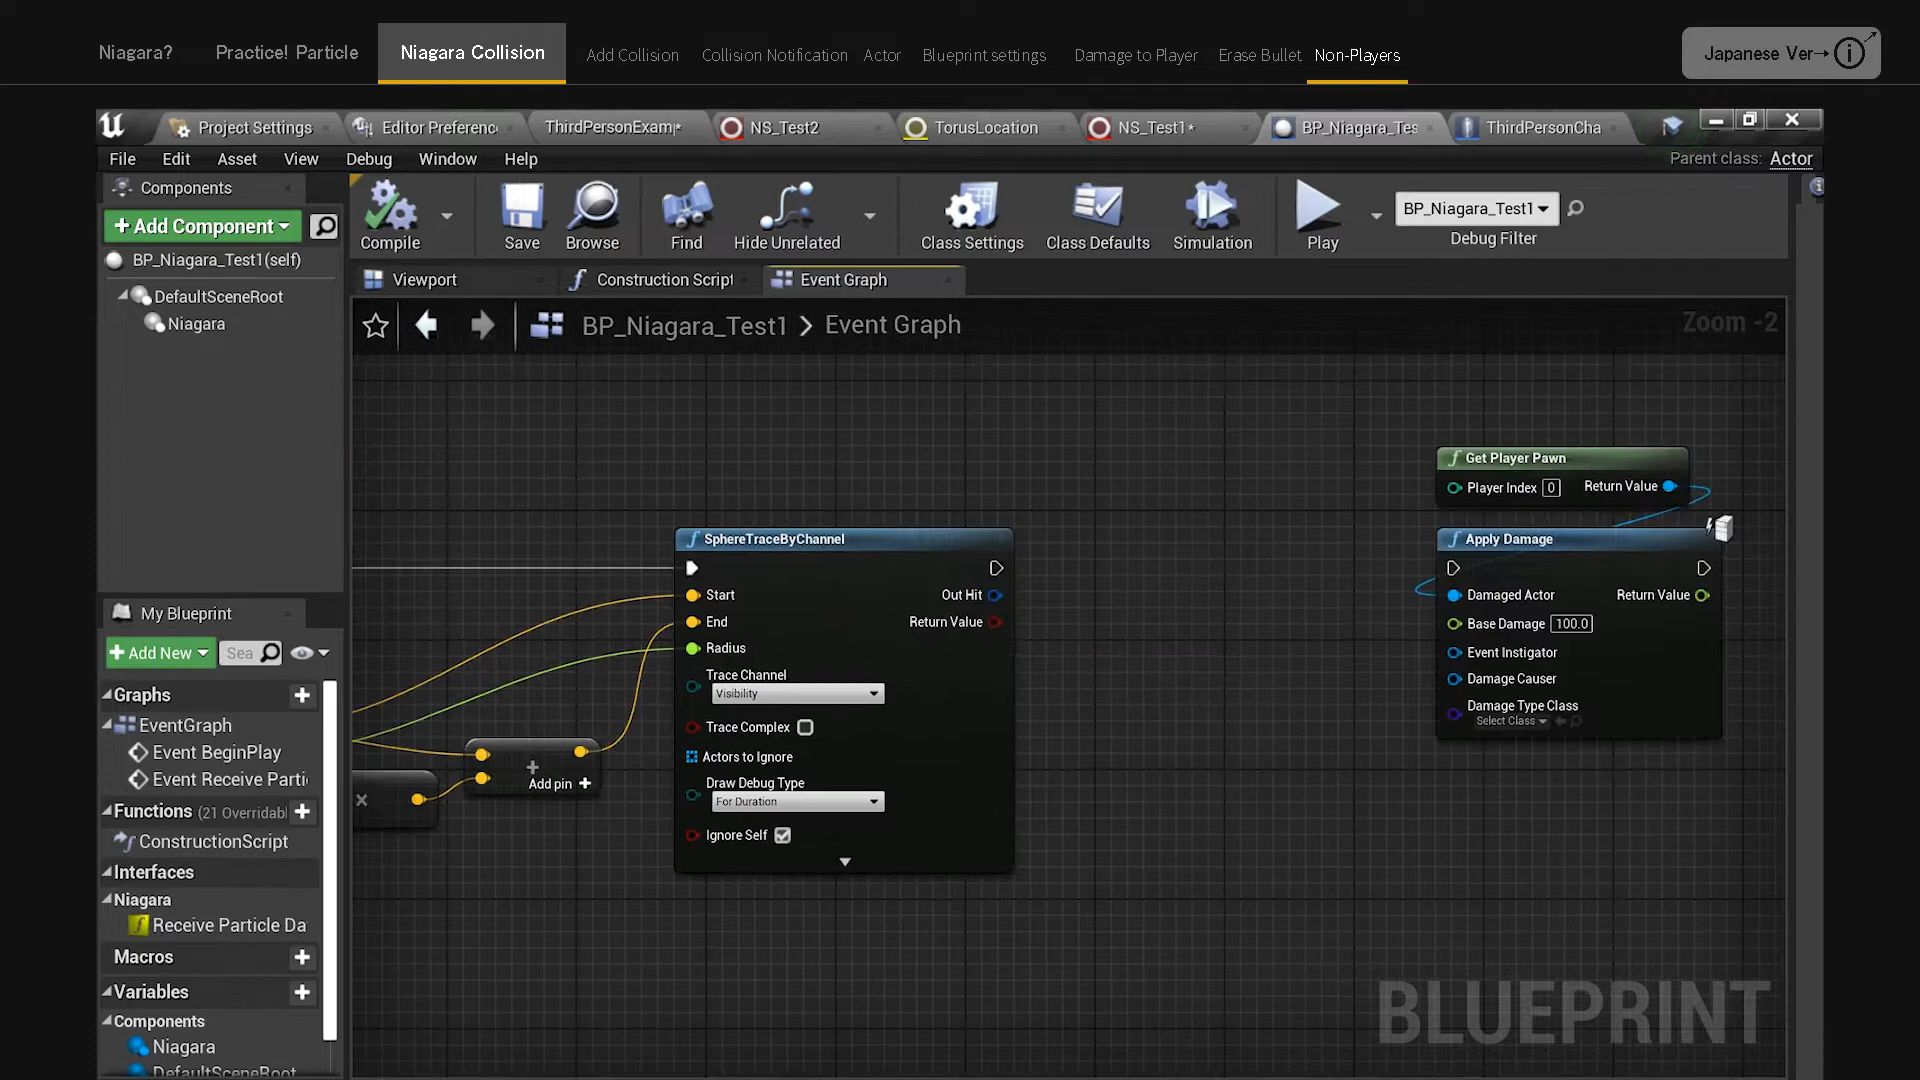 Niagara?
Practice! Particle
Niagara Collision
Add Collision
Collision Notification
Actor
Blueprint settings
Damage to Player
Erase Bullet
Non-Players
Japanese Ver→
Project Settings
Editor Preferenc
ThirdPersonExam
NS_Test2
TorusLocation
NS_Test1*
BP_Niagara_Tes
ThirdPersonCha
File
Edit
Asset
View
Debug
Window
Help
Parent class:
Actor
Components
+ Add Component
BP_Niagara_Test1(self)
DefaultSceneRoot
Niagara
Compile
Save
Browse
Find
Hide Unrelated
Class Settings
Class Defaults
Simulation
Play
BP_Niagara_Test1
Debug Filter
Viewport
Construction Script
Event Graph
BP_Niagara_Test1 > Event Graph
Zoom -2
Get Player Pawn
Player Index 0
Return Value
SphereTraceByChannel
Start
Out Hit
End
Return Value
Radius
Trace Channel
Visibility
Trace Complex
Actors to Ignore
Draw Debug Type
For Duration
Ignore Self
Add pin +
Apply Damage
Damaged Actor
Return Value
Base Damage 100.0
Event Instigator
Damage Causer
Damage Type Class
Select Class
My Blueprint
+ Add New
Sea
Graphs
EventGraph
Event BeginPlay
Event Receive Parti
Functions (21 Overridabl
ConstructionScript
Interfaces
Niagara
Receive Particle Da
Macros
Variables
Components
Niagara
DefaultSceneRoot
BLUEPRINT